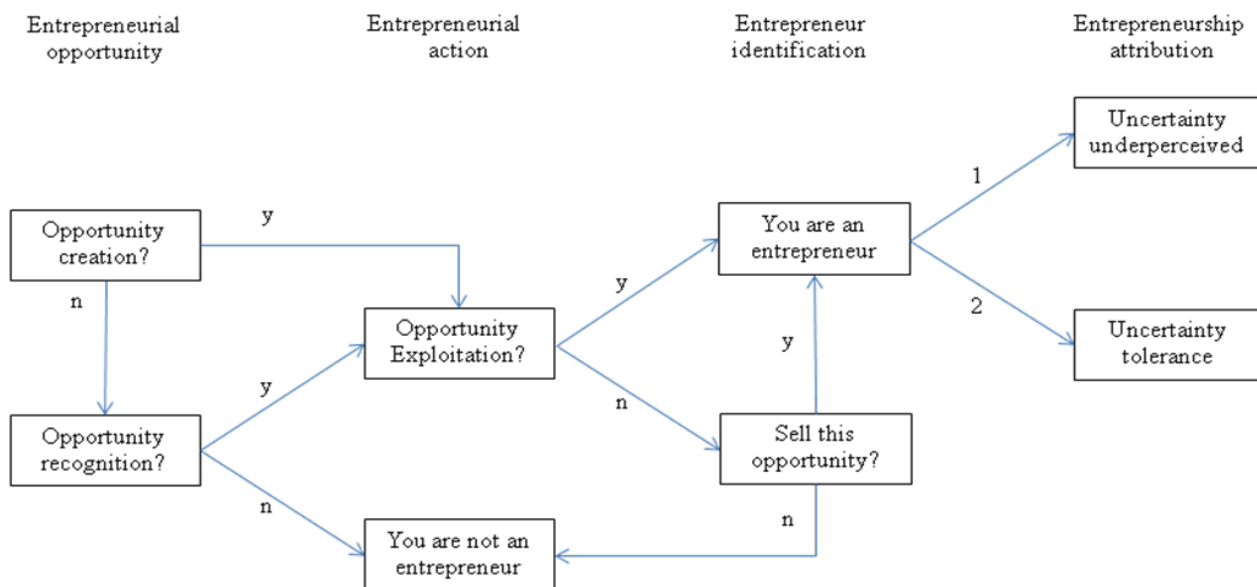 Entrepreneurial
opportunity
Entrepreneurial
action
Entrepreneur
identification
Entrepreneurship
attribution
Uncertainty
underperceived
1
Opportunity
creation?
y
You are an
entrepreneur
n
y
2
Opportunity
Exploitation?
Uncertainty
tolerance
y
y
n
Opportunity
recognition?
Sell this
opportunity?
n
n
You are not an
entrepreneur